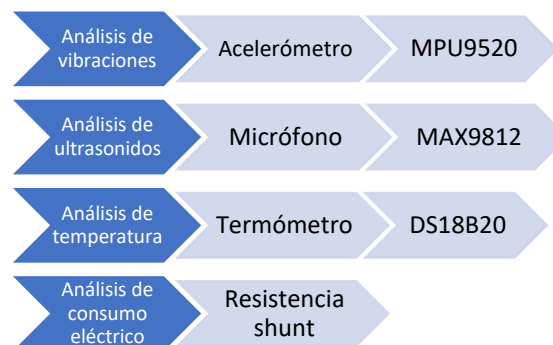 Análisis de
vibraciones
Acelerómetro
MPU9520
Análisis de
ultrasonidos
Micrófono
MAX9812
Análisis de
temperatura
Termómetro
DS18B20
Análisis de
consumo
eléctrico
Resistencia
shunt